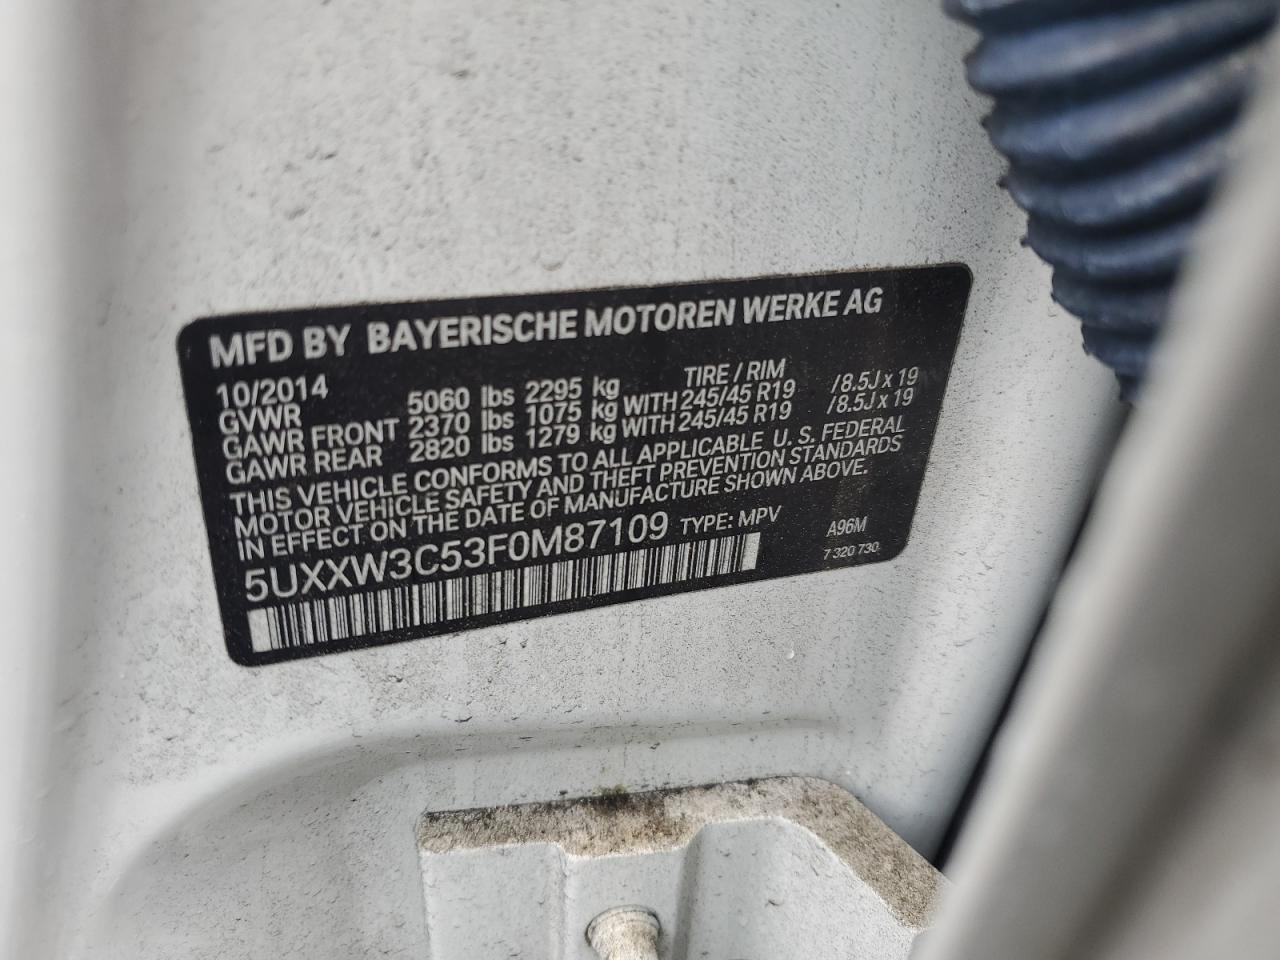 MFD BY BAYERISCHE MOTOREN WERKE AG
10/2014 TIRE / RIM
GVWR 5060 lbs 2295 kg
GAWR FRONT 2370 lbs 1075 kg WITH 245/45 R19 /8.5J x 19
GAWR REAR 2820 lbs 1279 kg WITH 245/45 R19 /8.5J x 19
THIS VEHICLE CONFORMS TO ALL APPLICABLE U. S. FEDERAL
MOTOR VEHICLE SAFETY AND THEFT PREVENTION STANDARDS
IN EFFECT ON THE DATE OF MANUFACTURE SHOWN ABOVE.
5UXXW3C53F0M87109 TYPE: MPV A96M
7 320 730